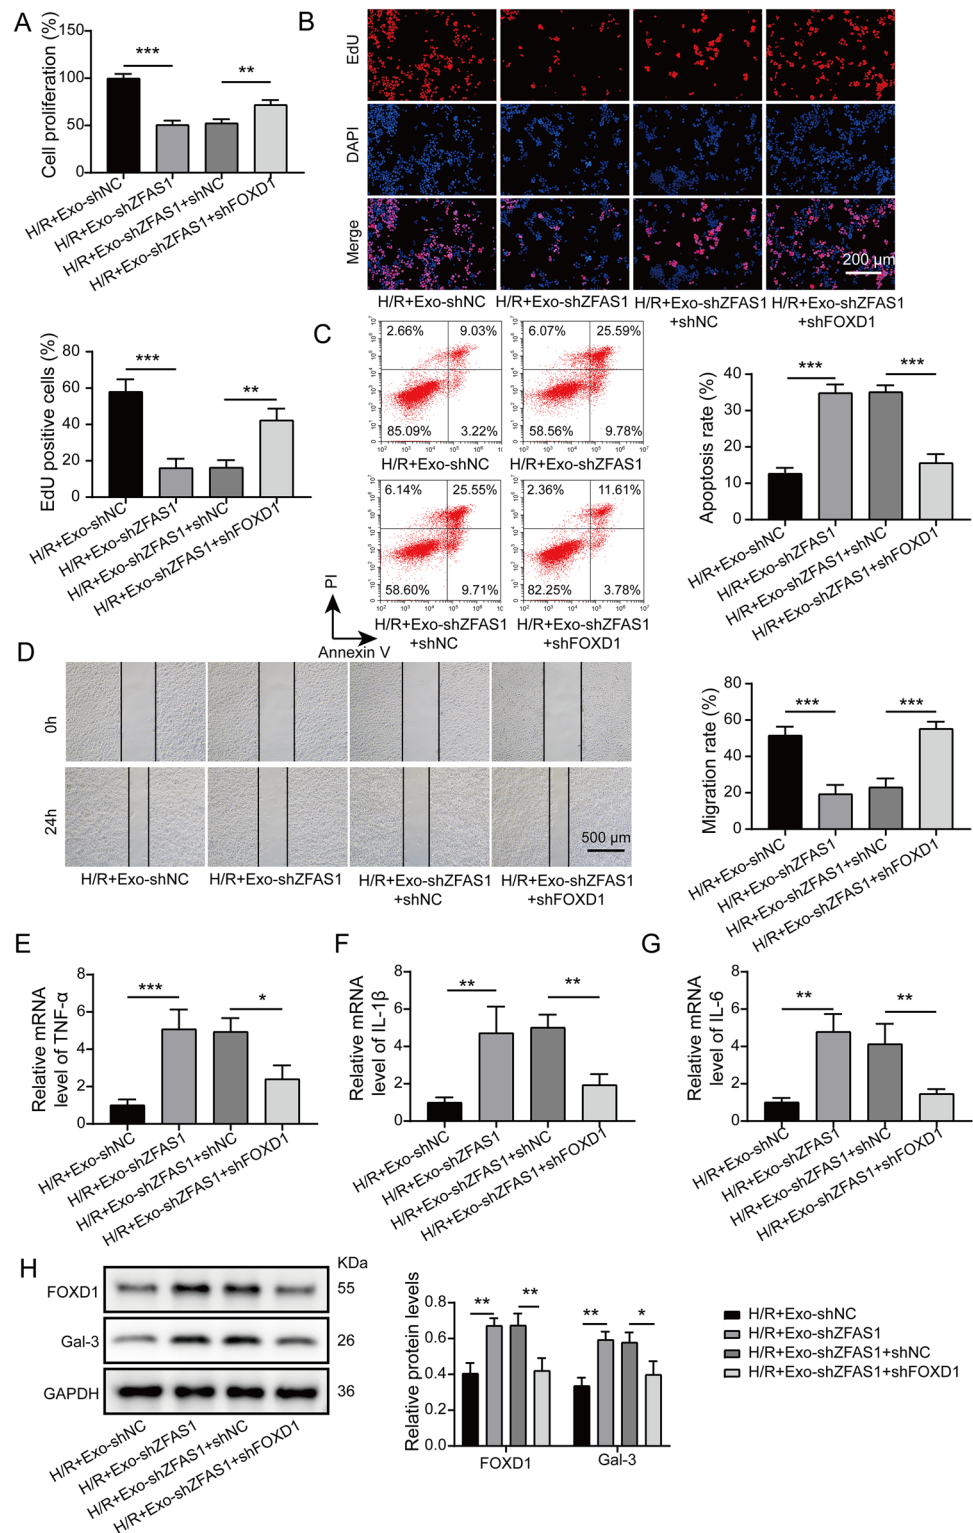 A
Cell proliferation (%)
150
100
50
0
***
**
H/R+Exo-shNC
H/R+Exo-shZFAS1
H/R+Exo-shZFAS1+shNC
H/R+Exo-shZFAS1+shFOXD1
B
EdU
DAPI
Merge
200 μm
H/R+Exo-shNC
H/R+Exo-shZFAS1
H/R+Exo-shZFAS1
+shNC
H/R+Exo-shZFAS1
+shFOXD1
EdU positive cells (%)
80
60
40
20
0
***
**
H/R+Exo-shNC
H/R+Exo-shZFAS1
H/R+Exo-shZFAS1+shNC
H/R+Exo-shZFAS1+shFOXD1
C
2.66% 9.03%
85.09% 3.22%
H/R+Exo-shNC
6.07% 25.59%
58.56% 9.78%
H/R+Exo-shZFAS1
6.14% 25.55%
58.60% 9.71%
H/R+Exo-shZFAS1
+shNC
2.36% 11.61%
82.25% 3.78%
H/R+Exo-shZFAS1
+shFOXD1
PI
Annexin V
Apoptosis rate (%)
40
30
20
10
0
***
***
H/R+Exo-shNC
H/R+Exo-shZFAS1
H/R+Exo-shZFAS1+shNC
H/R+Exo-shZFAS1+shFOXD1
D
0h
24h
500 μm
H/R+Exo-shNC
H/R+Exo-shZFAS1
H/R+Exo-shZFAS1
+shNC
H/R+Exo-shZFAS1
+shFOXD1
Migration rate (%)
80
60
40
20
0
***
***
H/R+Exo-shNC
H/R+Exo-shZFAS1
H/R+Exo-shZFAS1+shNC
H/R+Exo-shZFAS1+shFOXD1
E
Relative mRNA
level of TNF-α
8
6
4
2
0
***
*
H/R+Exo-shNC
H/R+Exo-shZFAS1
H/R+Exo-shZFAS1+shNC
H/R+Exo-shZFAS1+shFOXD1
F
Relative mRNA
level of IL-1β
8
6
4
2
0
**
**
H/R+Exo-shNC
H/R+Exo-shZFAS1
H/R+Exo-shZFAS1+shNC
H/R+Exo-shZFAS1+shFOXD1
G
Relative mRNA
level of IL-6
8
6
4
2
0
**
**
H/R+Exo-shNC
H/R+Exo-shZFAS1
H/R+Exo-shZFAS1+shNC
H/R+Exo-shZFAS1+shFOXD1
H
KDa
FOXD1 55
Gal-3 26
GAPDH 36
H/R+Exo-shNC
H/R+Exo-shZFAS1
H/R+Exo-shZFAS1+shNC
H/R+Exo-shZFAS1+shFOXD1
Relative protein levels
0.8
0.6
0.4
0.2
0.0
**
**
**
*
FOXD1
Gal-3
H/R+Exo-shNC
H/R+Exo-shZFAS1
H/R+Exo-shZFAS1+shNC
H/R+Exo-shZFAS1+shFOXD1